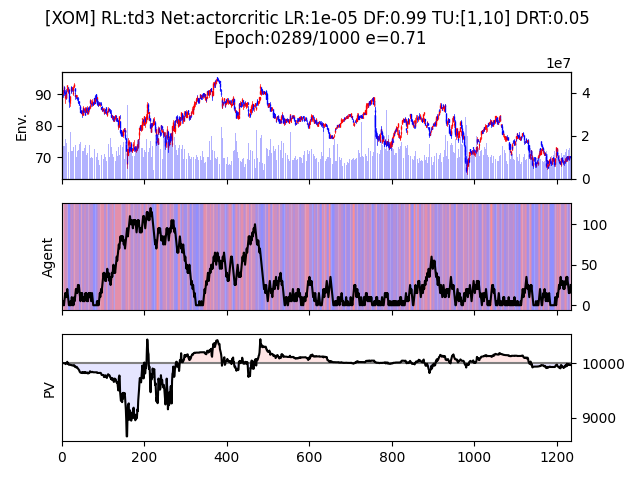 [XOM] RL:td3 Net:actorcritic LR:1e-05 DF:0.99 TU:[1,10] DRT:0.05
Epoch:0289/1000 e=0.71
1e7
Env.
90
80
70
4
2
0
Agent
100
50
0
PV
10000
9000
0 200 400 600 800 1000 1200